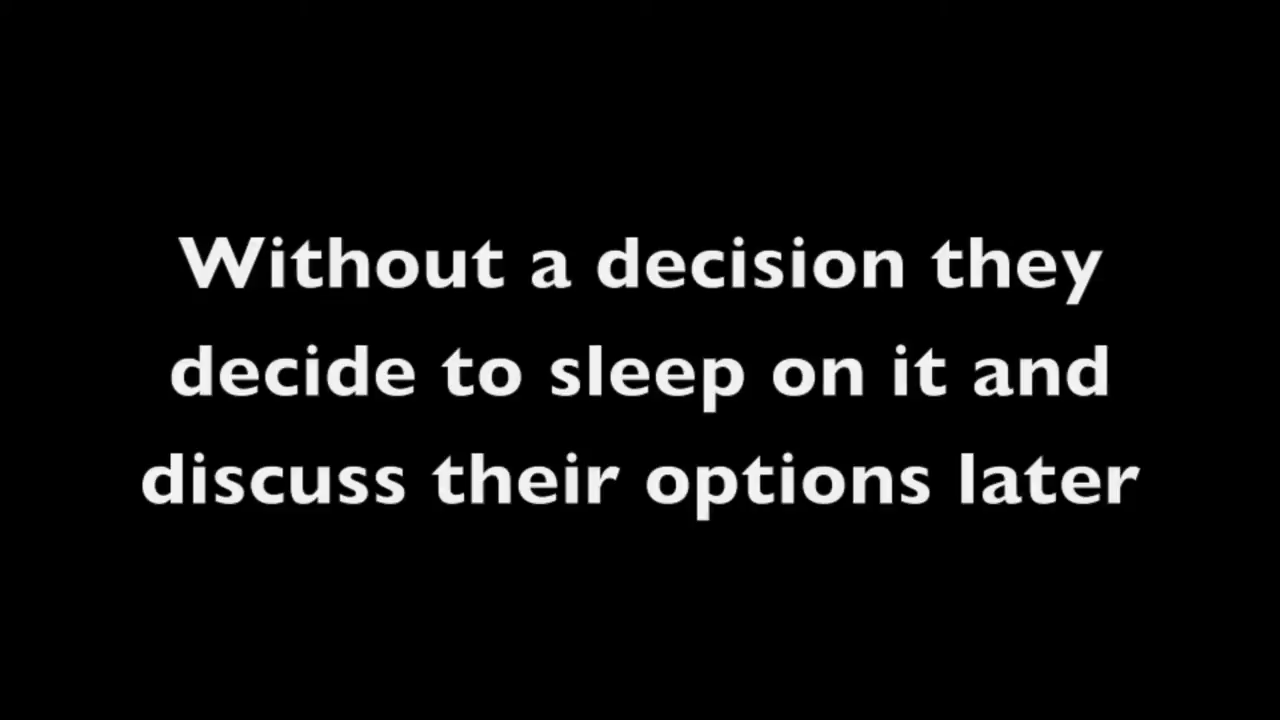 Without a decision they
decide to sleep on it and
discuss their options later